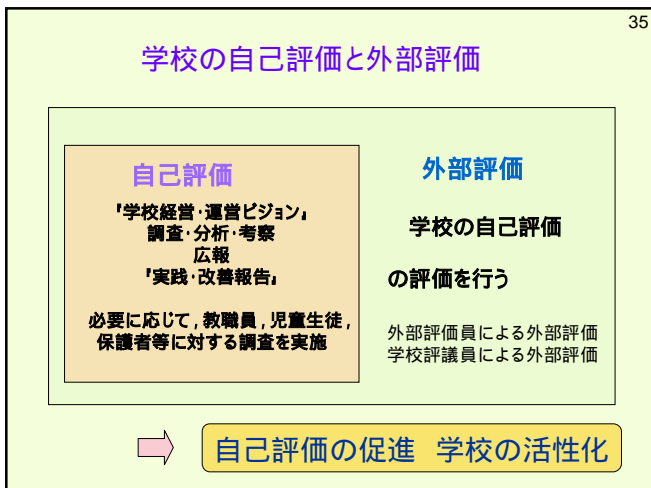 35
学校の自己評価と外部評価
自己評価
『学校経営・運営ビジョン』
調査・分析・考察
広報
『実践・改善報告』
必要に応じて，教職員，児童生徒，
保護者等に対する調査を実施
外部評価
学校の自己評価
の評価を行う
外部評価員による外部評価
学校評議員による外部評価
自己評価の促進 学校の活性化